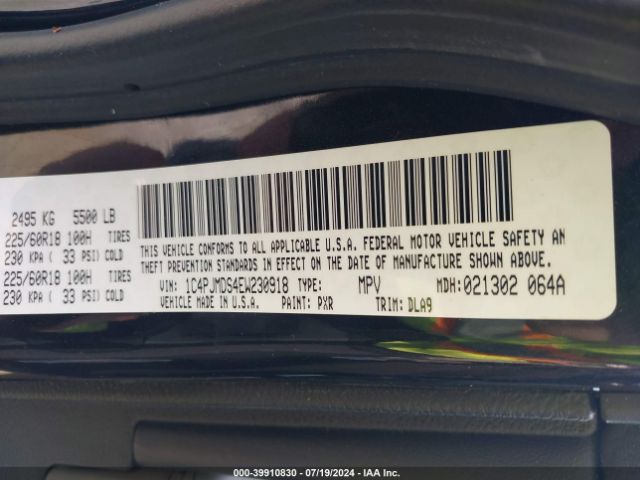 2495 KG 5500 LB
225/60R18 100H TIRES
230 KPA ( 33 PSI) COLD
225/60R18 100H TIRES
230 KPA ( 33 PSI) COLD
THIS VEHICLE CONFORMS TO ALL APPLICABLE U.S.A. FEDERAL MOTOR VEHICLE SAFETY AN
THEFT PREVENTION STANDARDS IN EFFECT ON THE DATE OF MANUFACTURE SHOWN ABOVE.
VIN: 1C4PJMDS4EW230918 TYPE: MPV MDH: 021302 064A
VEHICLE MADE IN U.S.A. PAINT: PXR TRIM: DLA9
000-39910830 - 07/19/2024 - IAA Inc.